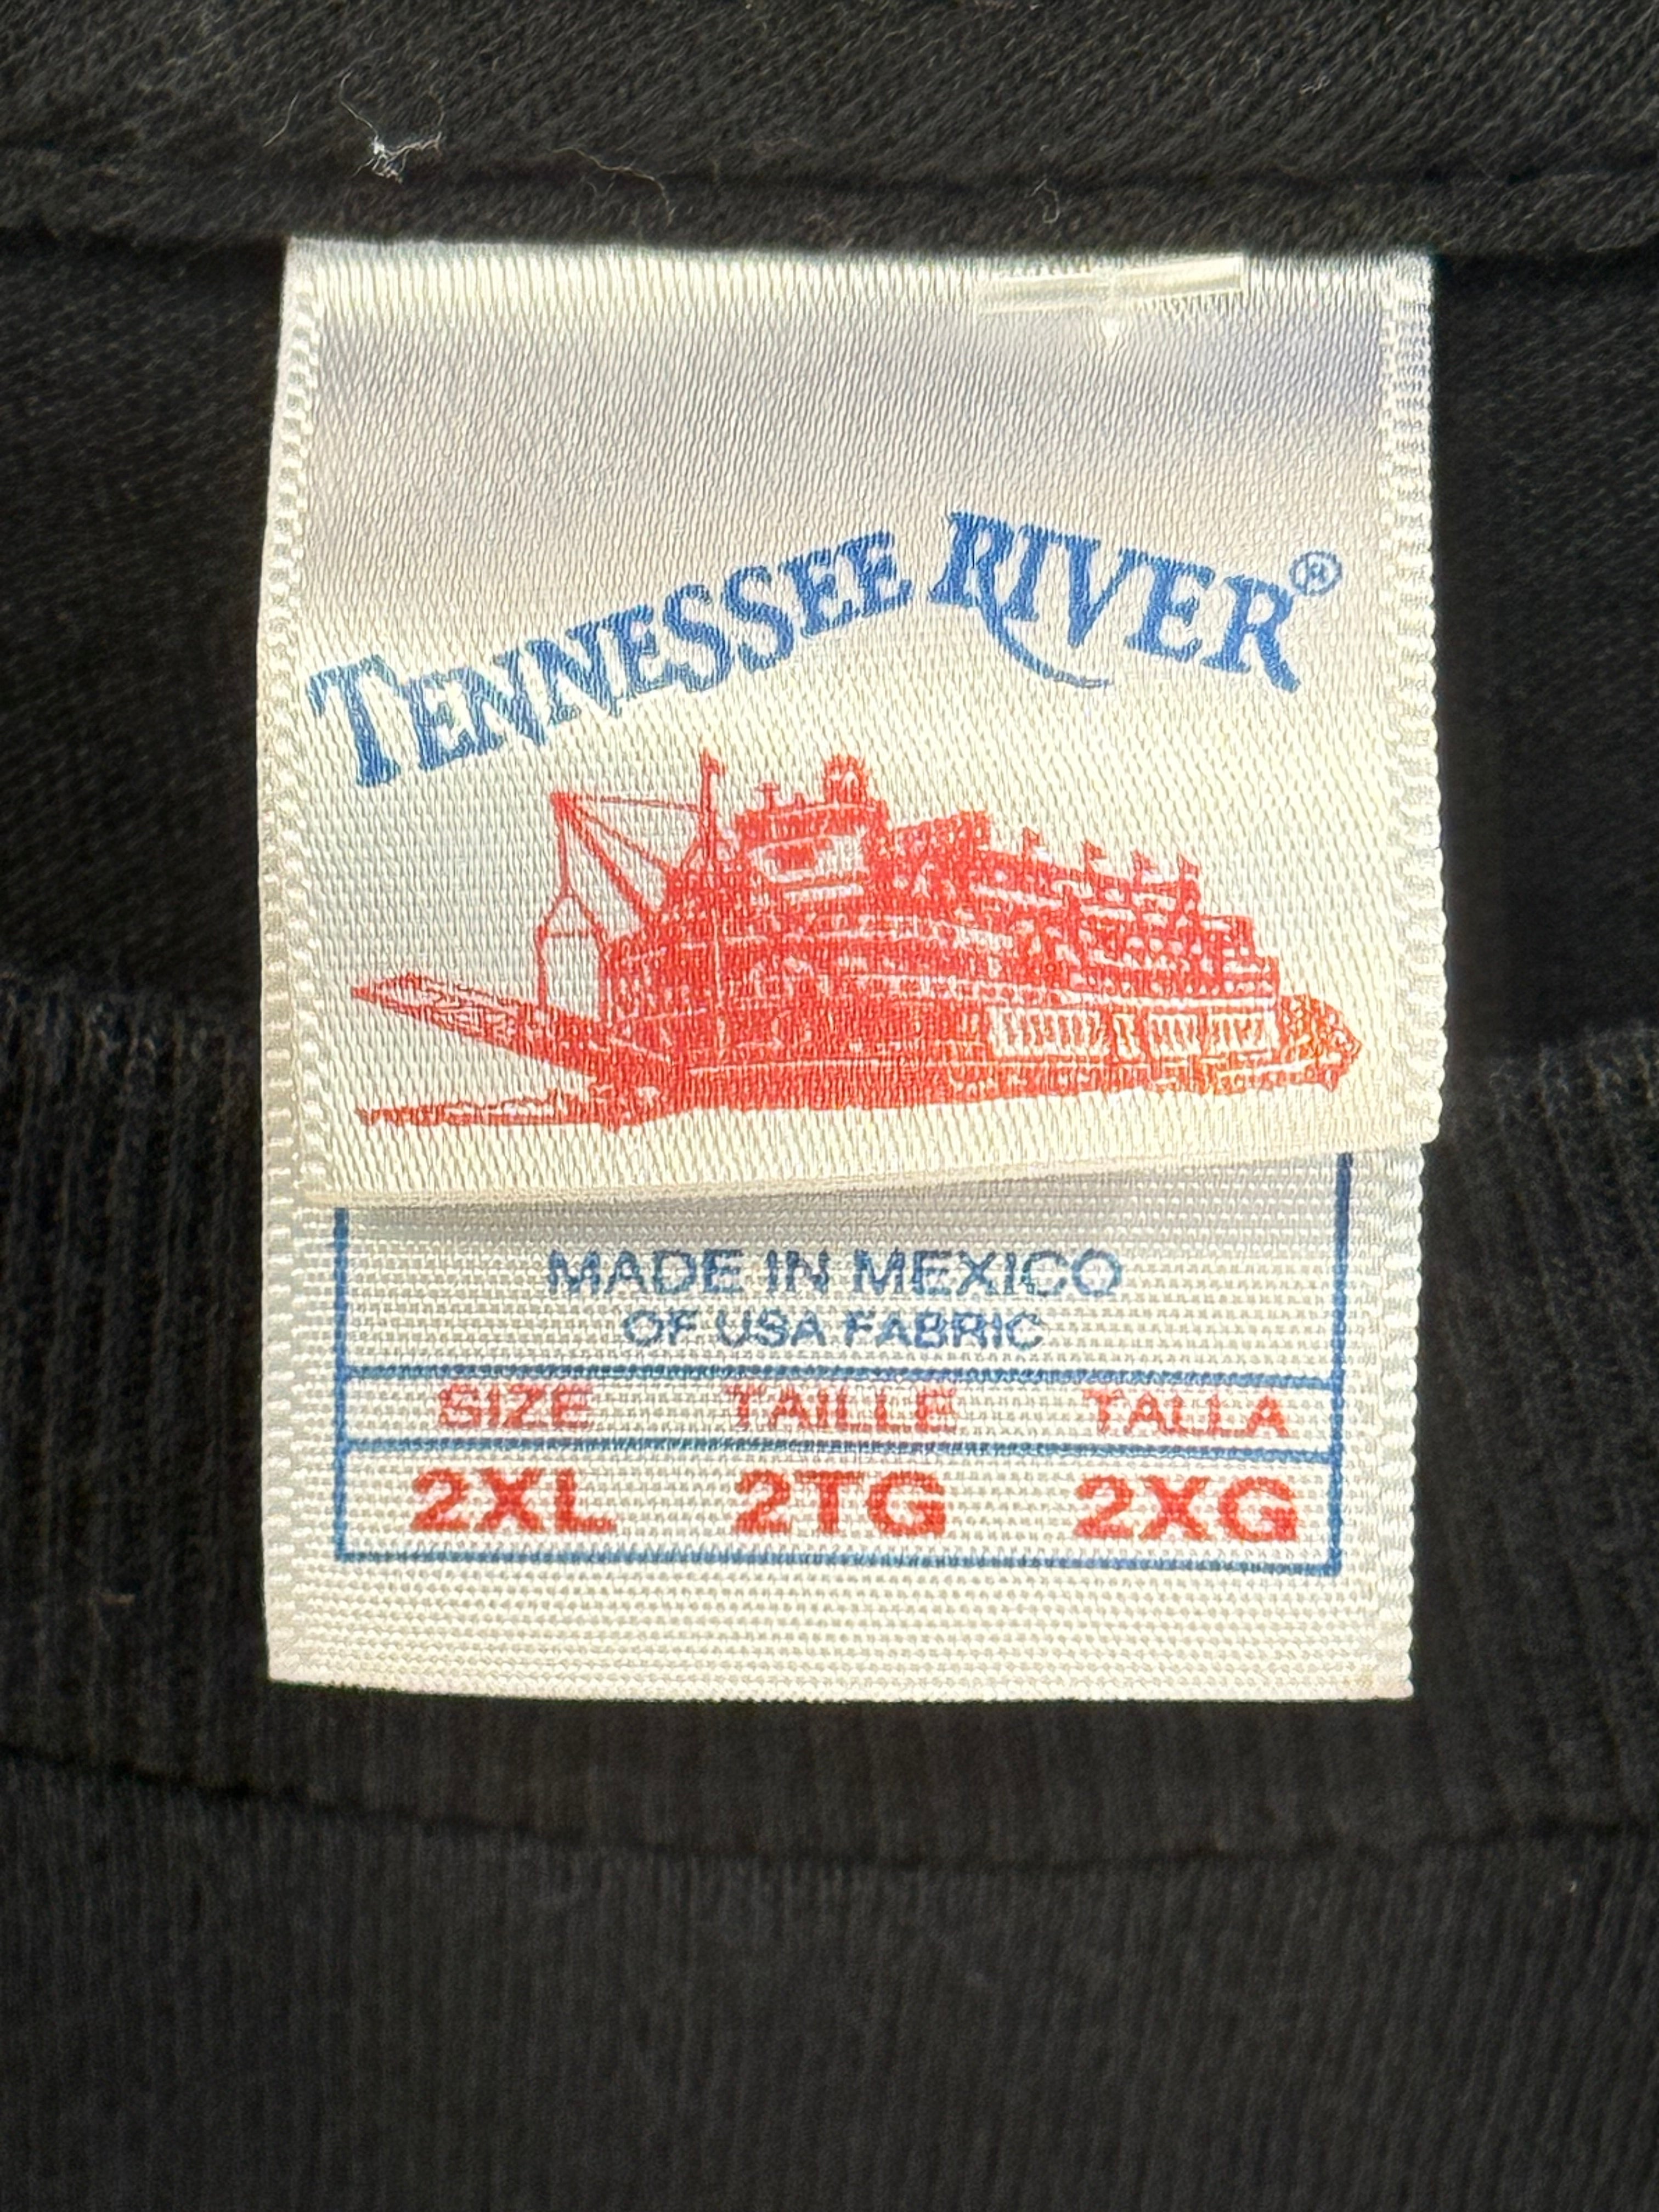 TENNESSEE RIVER®
MADE IN MEXICO
OF USA FABRIC
SIZE TAILLE TALLA
2XL 2TG 2XG